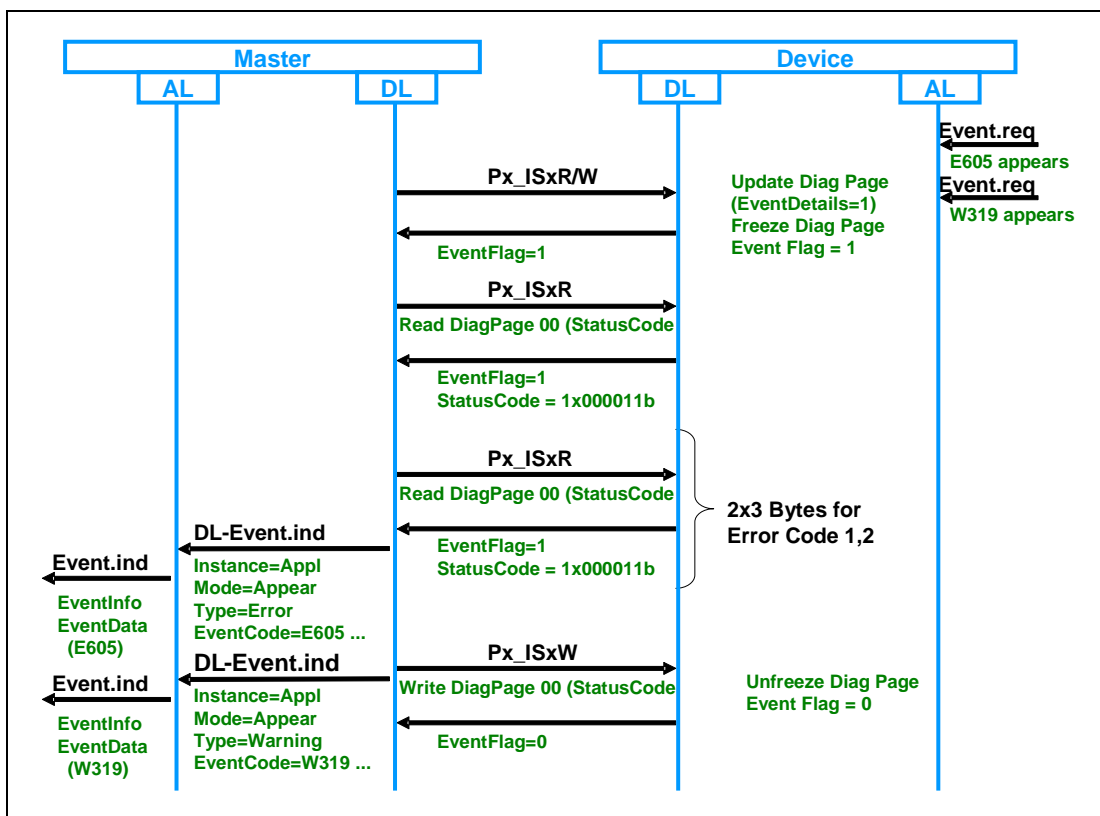 Master
Device
AL
DL
DL
AL
Event.req
E605 appears
Event.req
W319 appears
Px_ISxR/W
Update Diag Page
(EventDetails=1)
Freeze Diag Page
Event Flag = 1
EventFlag=1
Px_ISxR
Read DiagPage 00 (StatusCode
EventFlag=1
StatusCode = 1x000011b
Px_ISxR
Read DiagPage 00 (StatusCode
2x3 Bytes for
Error Code 1,2
EventFlag=1
StatusCode = 1x000011b
DL-Event.ind
Instance=Appl
Mode=Appear
Type=Error
EventCode=E605 ...
Event.ind
EventInfo
EventData
(E605)
Px_ISxW
Write DiagPage 00 (StatusCode
Unfreeze Diag Page
Event Flag = 0
EventFlag=0
DL-Event.ind
Instance=Appl
Mode=Appear
Type=Warning
EventCode=W319 ...
Event.ind
EventInfo
EventData
(W319)